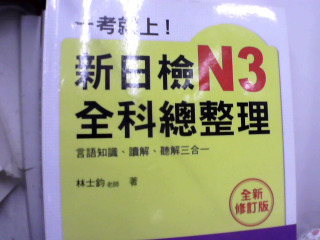 一考就上！
新日檢N3
全科總整理
言語知識、讀解、聽解三合一
林士鈞 老師 著
全新
修訂版